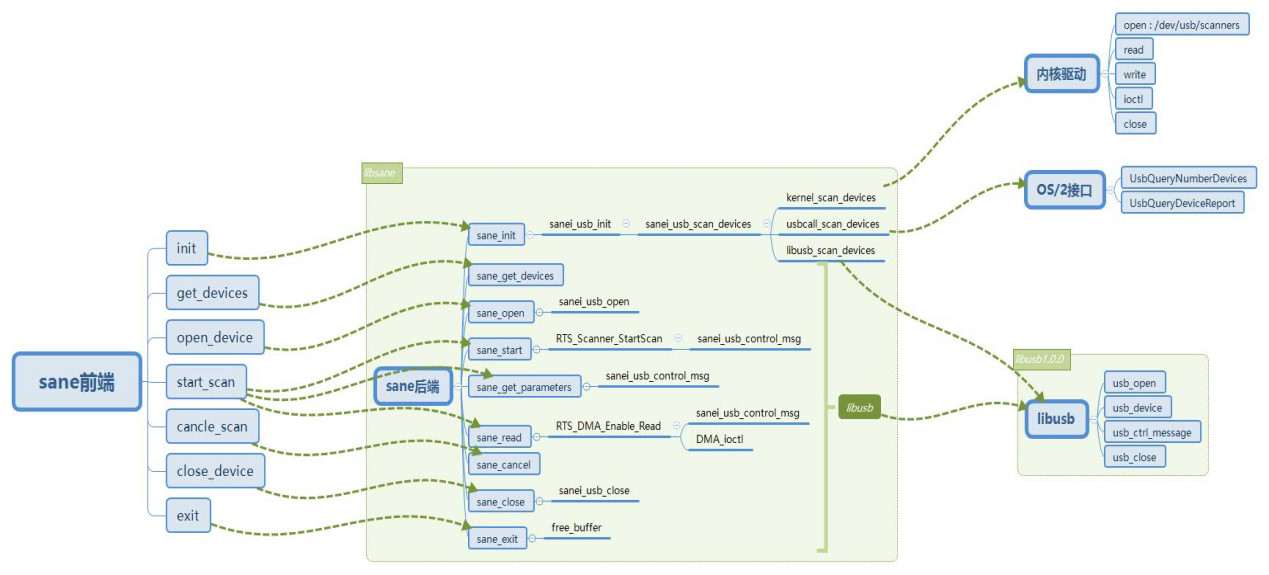 sane前端
init
get_devices
open_device
start_scan
cancle_scan
close_device
exit
libsane
sane后端
sane_init
sanei_usb_init
sanei_usb_scan_devices
kernel_scan_devices
usbcall_scan_devices
libusb_scan_devices
sane_get_devices
sane_open
sanei_usb_open
sane_start
RTS_Scanner_StartScan
sanei_usb_control_msg
sane_get_parameters
sanei_usb_control_msg
sane_read
RTS_DMA_Enable_Read
sanei_usb_control_msg
DMA_ioctl
sane_cancel
sane_close
sanei_usb_close
sane_exit
free_buffer
libusb
内核驱动
open : /dev/usb/scanners
read
write
ioctl
close
OS/2接口
UsbQueryNumberDevices
UsbQueryDeviceReport
libusb1.0.0
libusb
usb_open
usb_device
usb_ctrl_message
usb_close